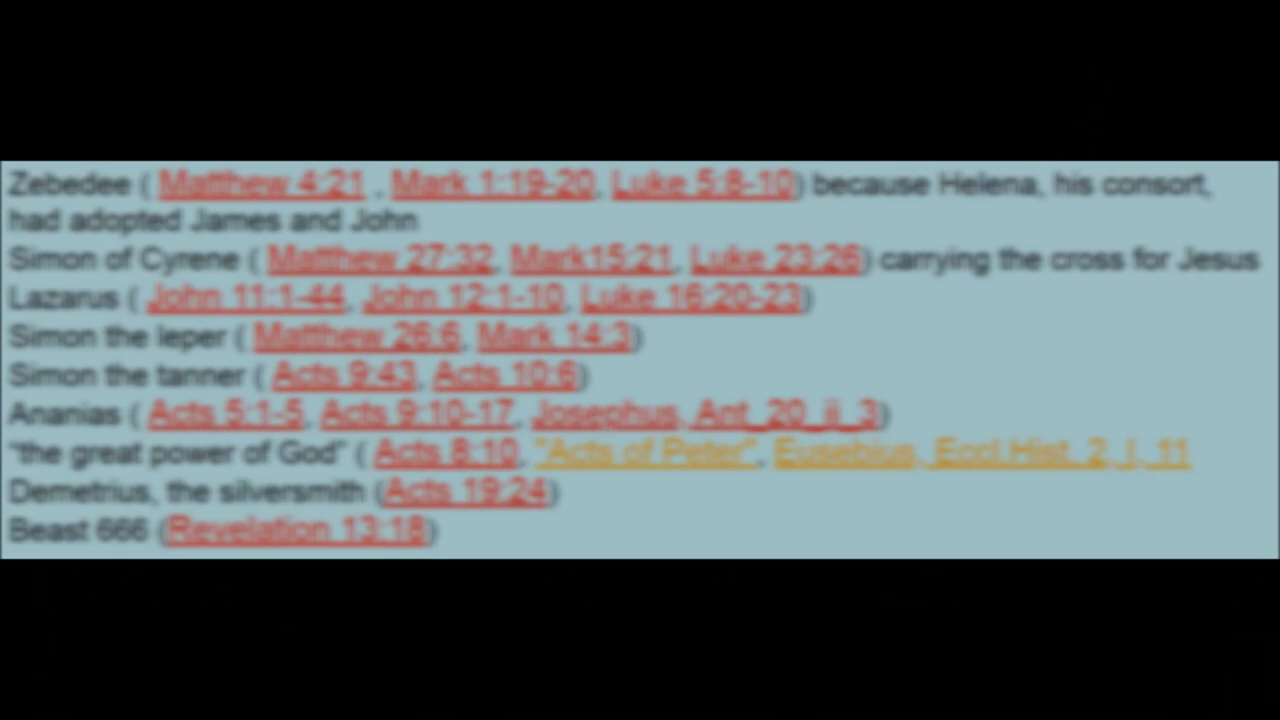 Zebedee ( Matthew 4:21 , Mark 1:19-20, Luke 5:8-10) because Helena, his consort,
had adopted James and John
Simon of Cyrene ( Matthew 27:32, Mark15:21, Luke 23:26) carrying the cross for Jesus
Lazarus ( John 11:1-44, John 12:1-10, Luke 16:20-23)
Simon the leper ( Matthew 26:6, Mark 14:3)
Simon the tanner ( Acts 9:43, Acts 10:6)
Ananias ( Acts 5:1-5, Acts 9:10-17, Josephus, Ant_20_ii_3)
"the great power of God" ( Acts 8:10, "Acts of Peter", Eusebius, Eccl.Hist. 2, I, 11
Demetrius, the silversmith (Acts 19:24)
Beast 666 (Revelation 13:18)